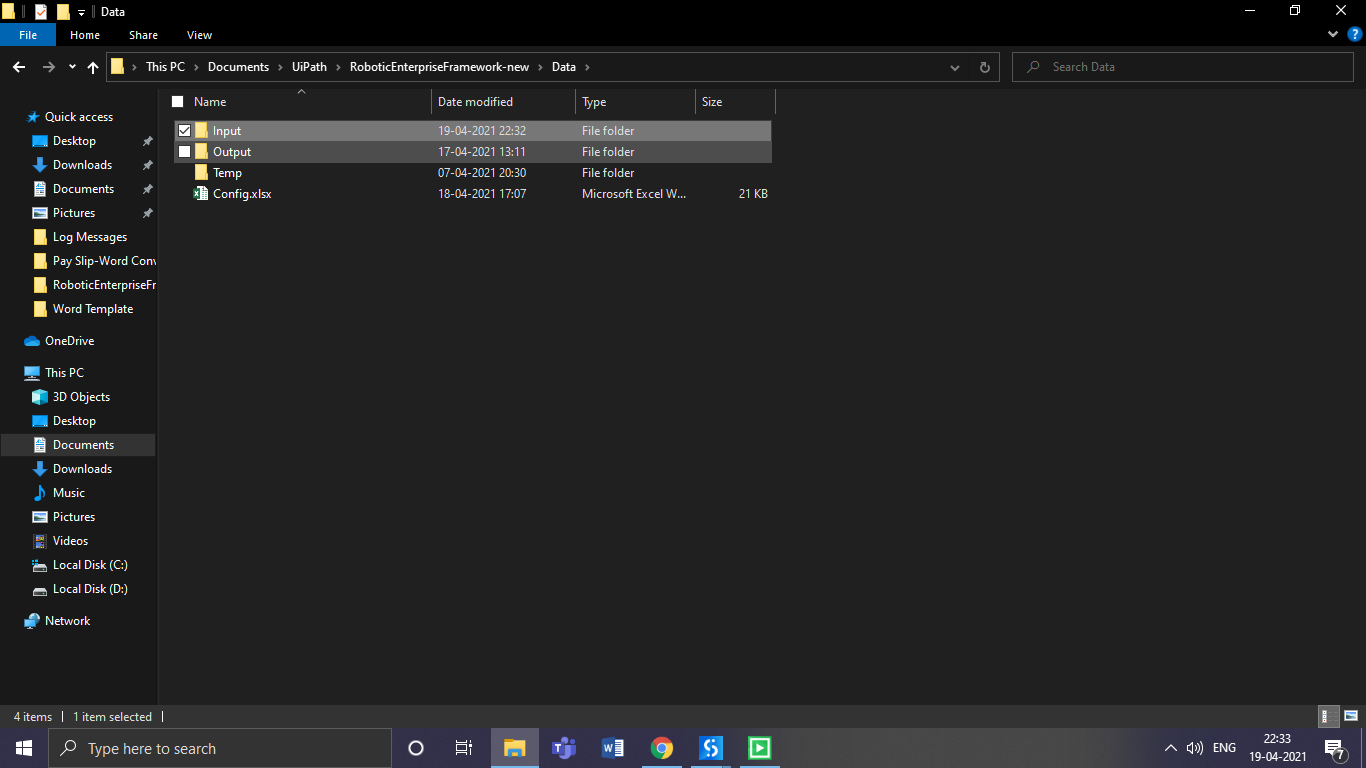 Data
File Home Share View
This PC Documents UiPath RoboticEnterpriseFramework-new Data
Search Data
Name Date modified Type Size
Input 19-04-2021 22:32 File folder
Output 17-04-2021 13:11 File folder
Temp 07-04-2021 20:30 File folder
Config.xlsx 18-04-2021 17:07 Microsoft Excel W... 21 KB
Quick access
Desktop
Downloads
Documents
Pictures
Log Messages
Pay Slip-Word Conv
RoboticEnterpriseFr
Word Template
OneDrive
This PC
3D Objects
Desktop
Documents
Downloads
Music
Pictures
Videos
Local Disk (C:)
Local Disk (D:)
Network
4 items 1 item selected
Type here to search
ENG
22:33
19-04-2021
7